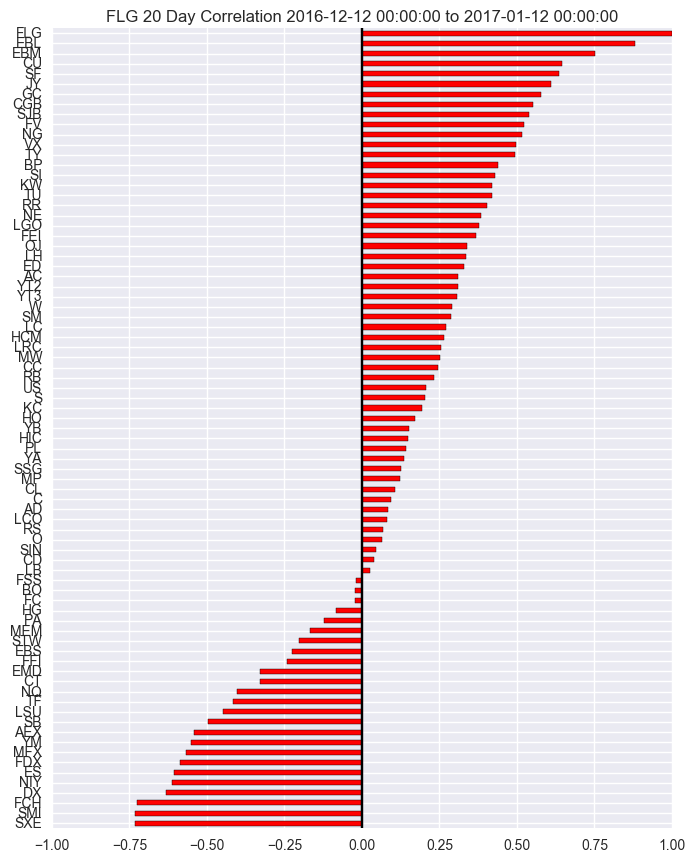 FLG 20 Day Correlation 2016-12-12 00:00:00 to 2017-01-12 00:00:00
FLG
EBL
EBM
CU
SF
JY
GC
CGB
SJB
FV
NG
VX
TY
BP
SI
KW
TU
RR
NE
LGO
FEI
OJ
LH
ED
AC
YT2
YT3
W
SM
LC
HCM
LRC
MW
CC
RB
US
S
KC
HO
YB
HIC
PL
YA
SSG
MP
CL
C
AD
LCO
RS
O
SIN
CD
LB
FSS
BO
FC
HG
PA
MEM
STW
EBS
EMD
CT
NQ
TF
LSU
SB
AEX
YM
MFX
FDX
ES
NIY
DX
FCH
SMI
SXE
−1.00 −0.75 −0.50 −0.25 0.00 0.25 0.50 0.75 1.00